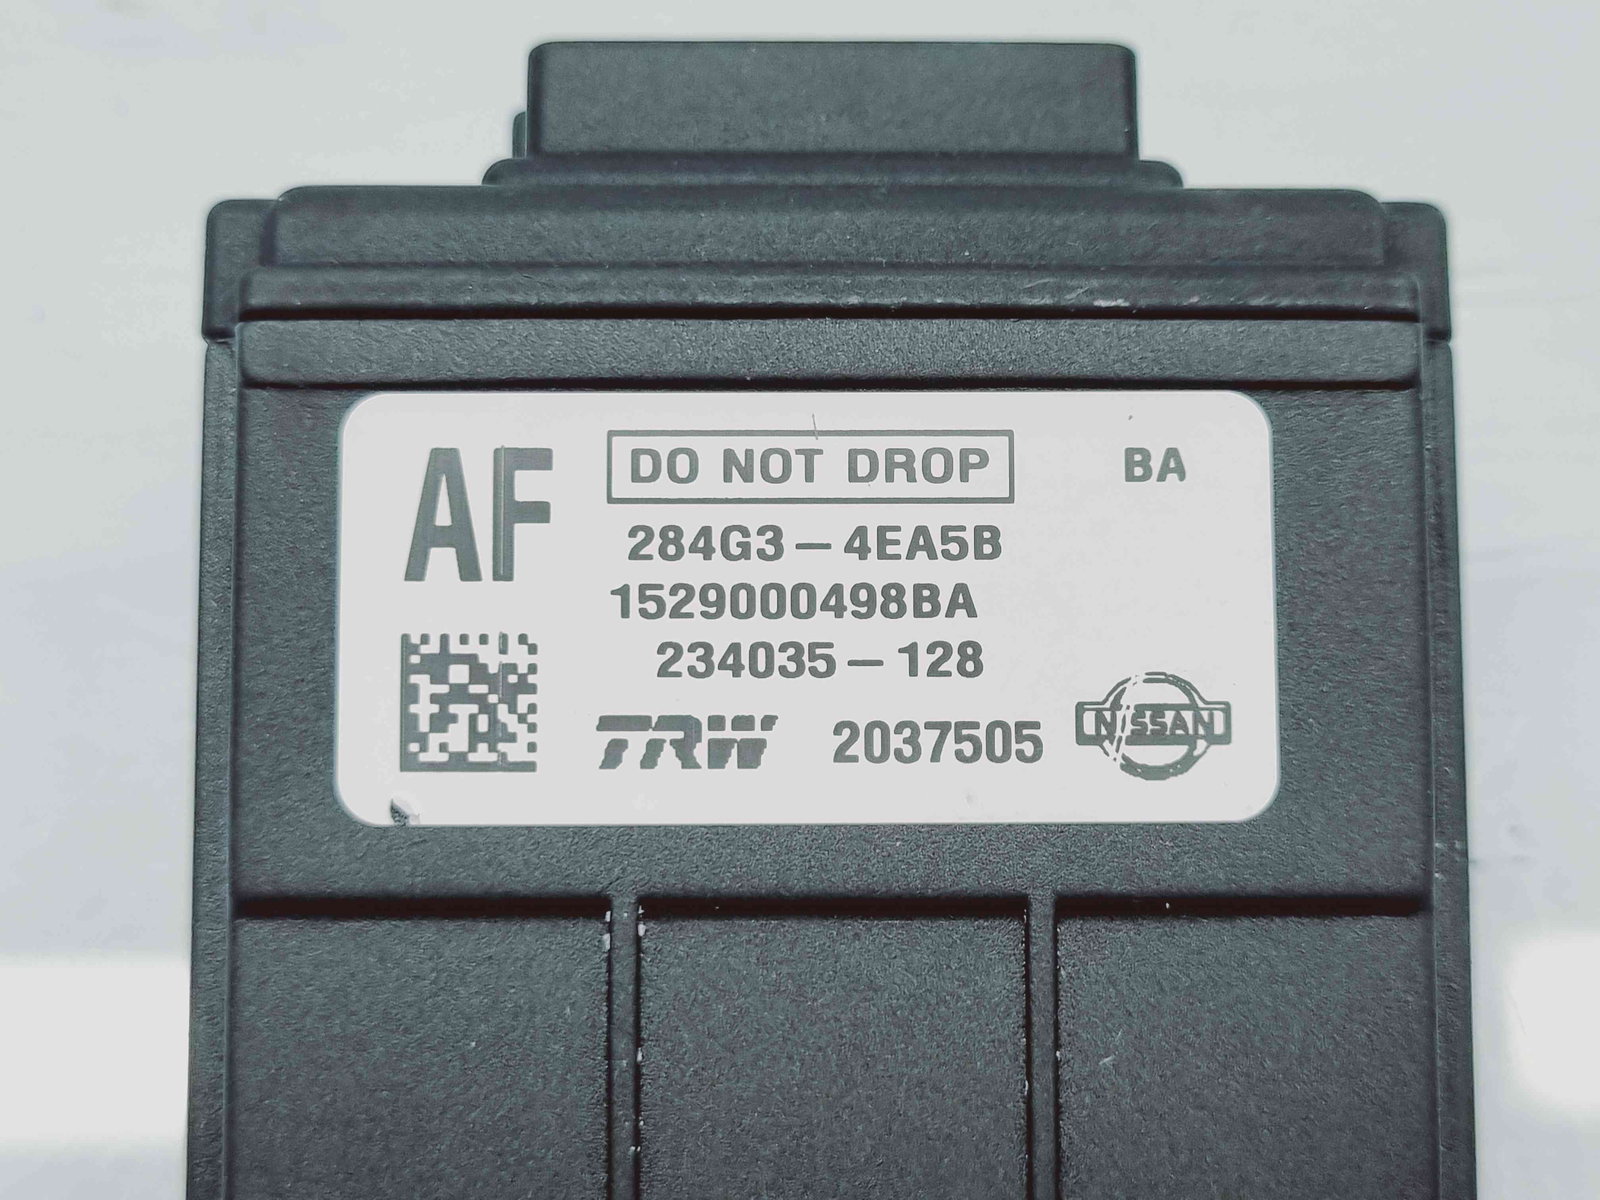 AF
DO NOT DROP
BA
284G3-4EA5B
1529000498BA
234035-128
TRW
2037505
NISSAN